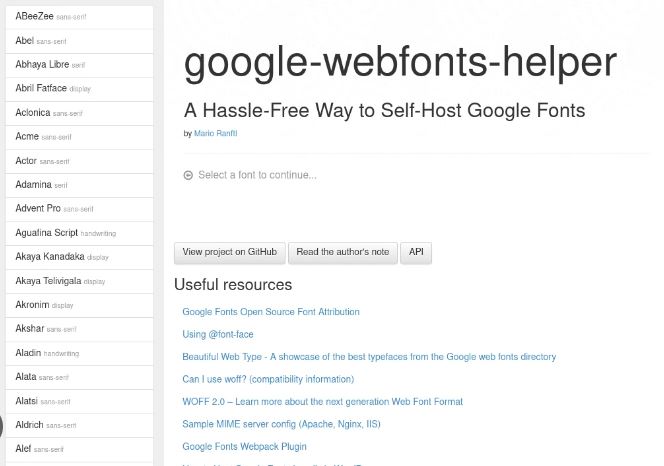 ABeeZee sans-serif
Abel sans-serif
Abhaya Libre serif
Abril Fatface display
Aclonica sans-serif
Acme sans-serif
Actor sans-serif
Adamina serif
Advent Pro sans-serif
Aguafina Script handwriting
Akaya Kanadaka display
Akaya Telivigala display
Akronim display
Akshar sans-serif
Aladin handwriting
Alata sans-serif
Alatsi sans-serif
Aldrich sans-serif
Alef sans-serif
google-webfonts-helper
A Hassle-Free Way to Self-Host Google Fonts
by Mario Ranftl
Select a font to continue...
View project on GitHub Read the author's note API
Useful resources
Google Fonts Open Source Font Attribution
Using @font-face
Beautiful Web Type - A showcase of the best typefaces from the Google web fonts directory
Can I use woff? (compatibility information)
WOFF 2.0 – Learn more about the next generation Web Font Format
Sample MIME server config (Apache, Nginx, IIS)
Google Fonts Webpack Plugin